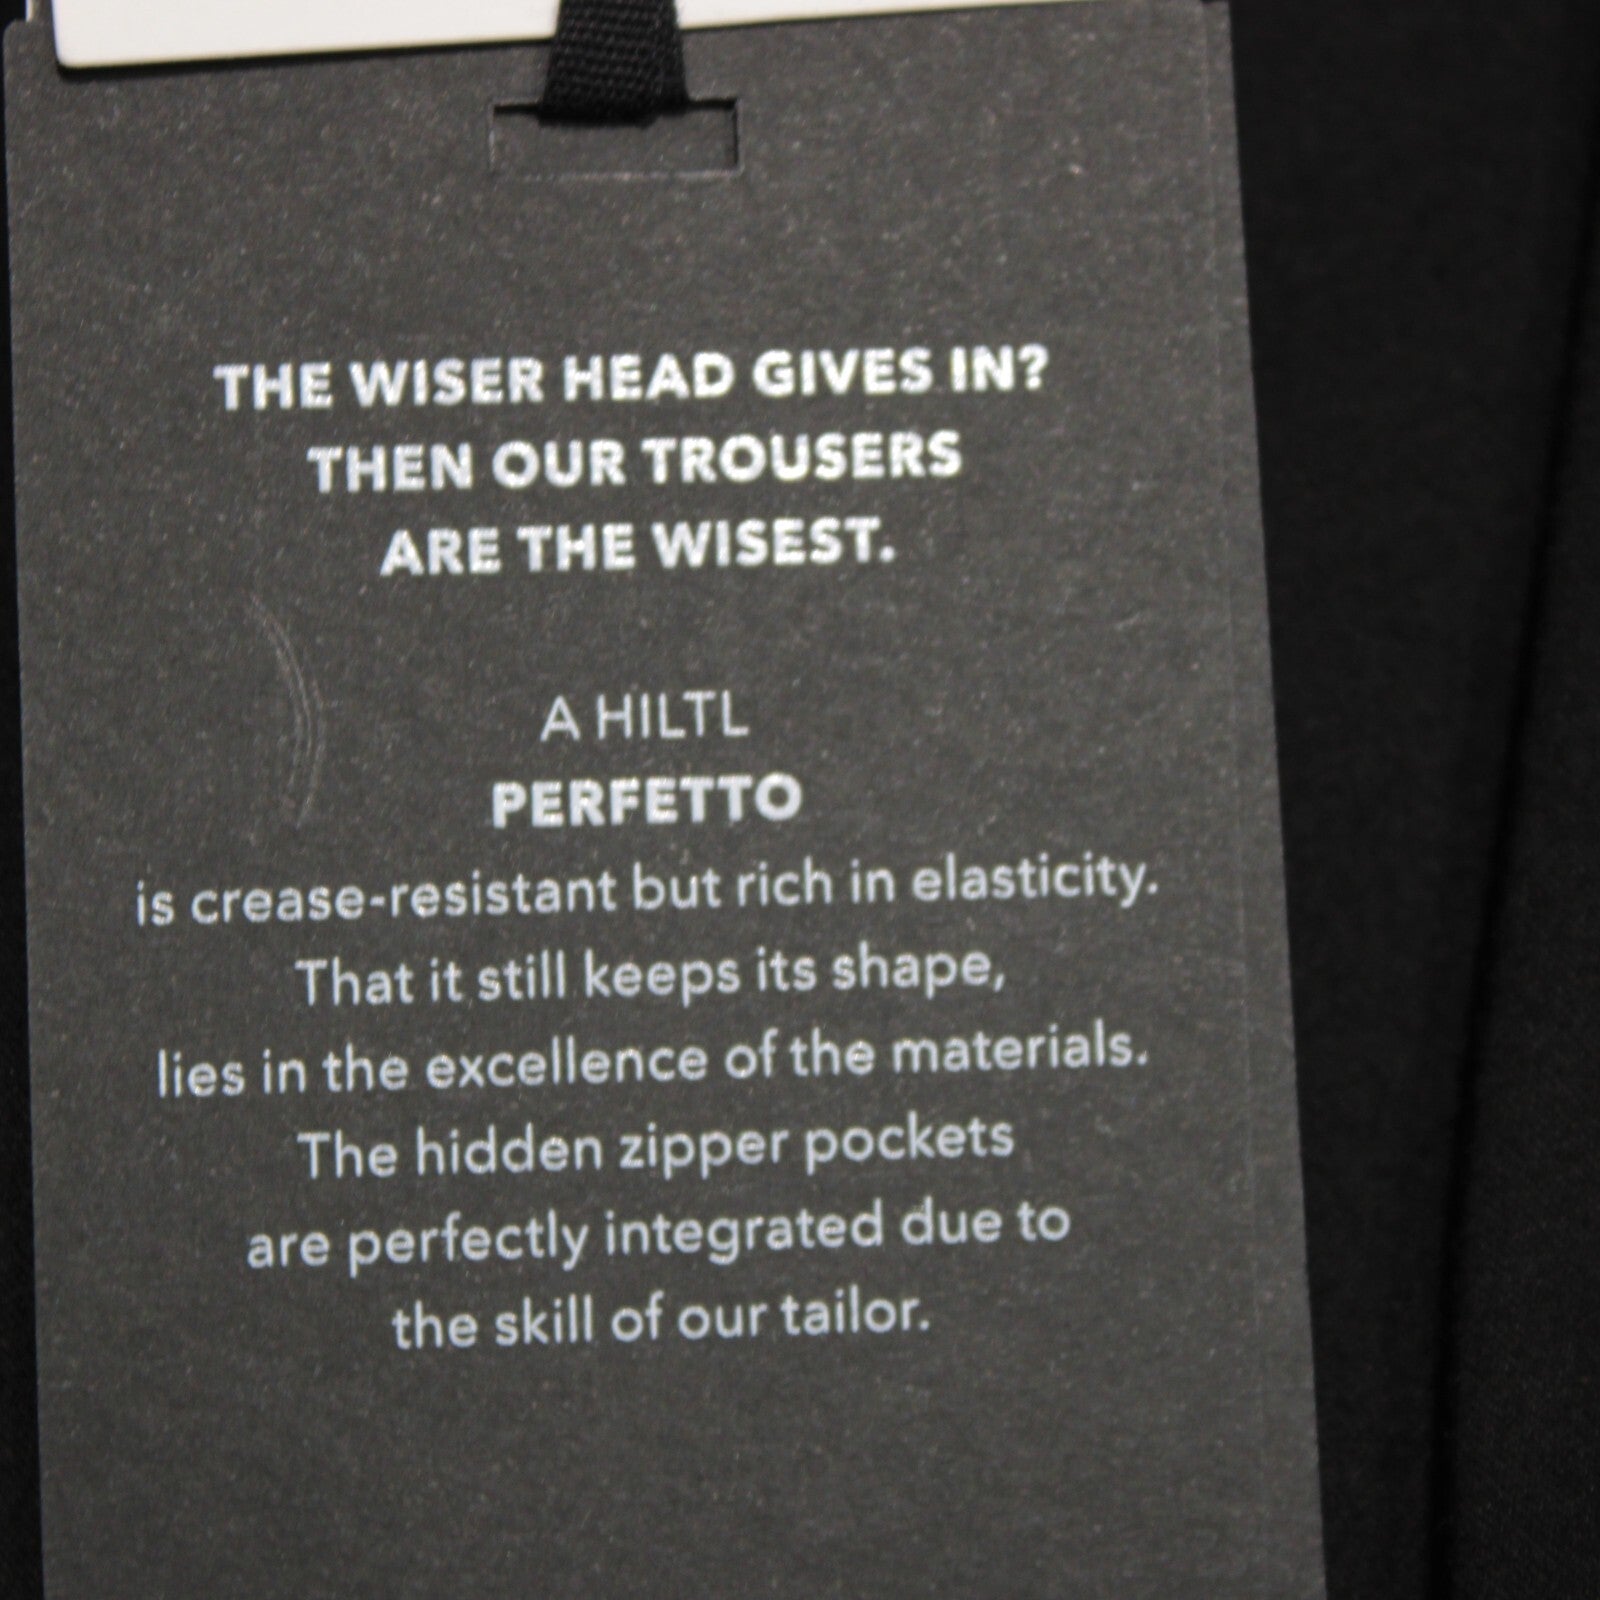 THE WISER HEAD GIVES IN?
THEN OUR TROUSERS
ARE THE WISEST.
A HILTL
PERFETTO
is crease-resistant but rich in elasticity.
That it still keeps its shape,
lies in the excellence of the materials.
The hidden zipper pockets
are perfectly integrated due to
the skill of our tailor.